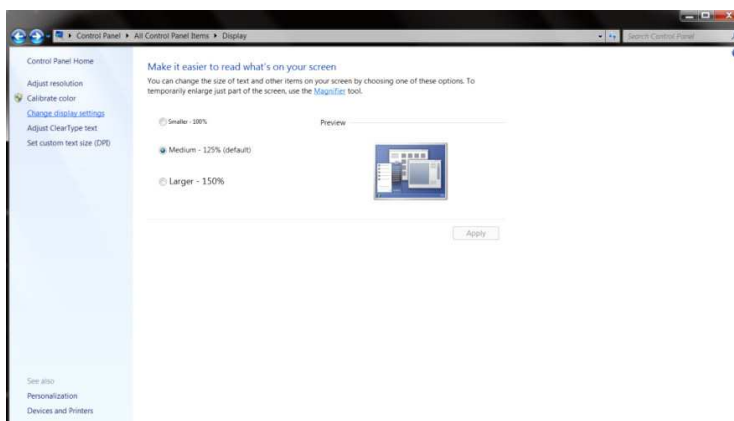 Control Panel ▸ All Control Panel Items ▸ Display
Search Control Panel
Control Panel Home
Adjust resolution
Calibrate color
Change display settings
Adjust ClearType text
Set custom text size (DPI)
Make it easier to read what's on your screen
You can change the size of text and other items on your screen by choosing one of these options. To
temporarily enlarge just part of the screen, use the Magnifier tool.
Smaller - 100%
Preview
Medium - 125% (default)
Larger - 150%
Apply
See also
Personalization
Devices and Printers